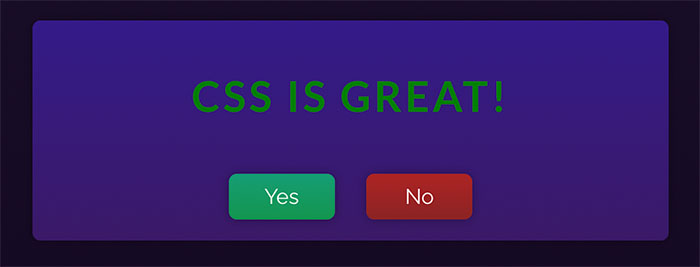 CSS IS GREAT!
Yes No